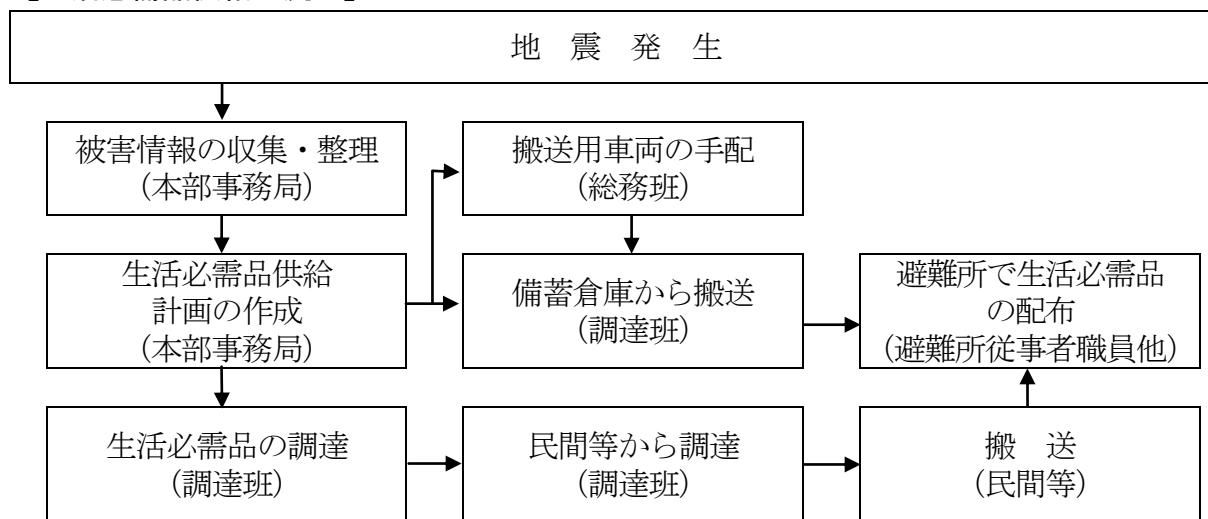 地　震　発　生
被害情報の収集・整理
（本部事務局）
搬送用車両の手配
（総務班）
生活必需品供給
計画の作成
（本部事務局）
備蓄倉庫から搬送
（調達班）
避難所で生活必需品
の配布
（避難所従事者職員他）
生活必需品の調達
（調達班）
民間等から調達
（調達班）
搬　送
（民間等）